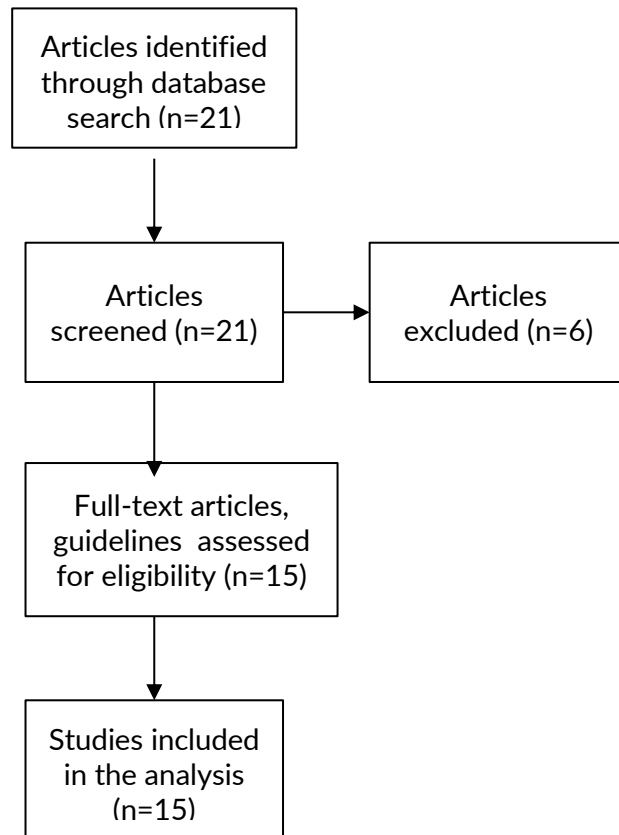 Articles identified
through database
search (n=21)
Articles
screened (n=21)
Articles
excluded (n=6)
Full-text articles,
guidelines  assessed
for eligibility (n=15)
Studies included
in the analysis
(n=15)